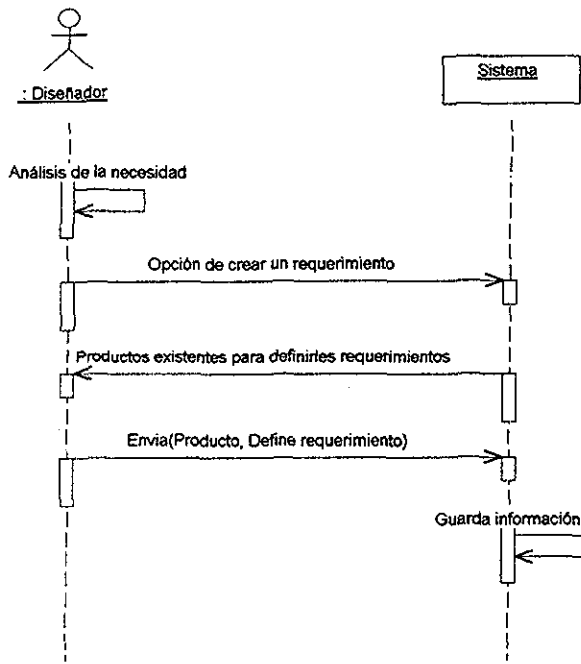 : Diseñador
Sistema
Análisis de la necesidad
Opción de crear un requerimiento
Productos existentes para definirles requerimientos
Envia(Producto, Define requerimiento)
Guarda información